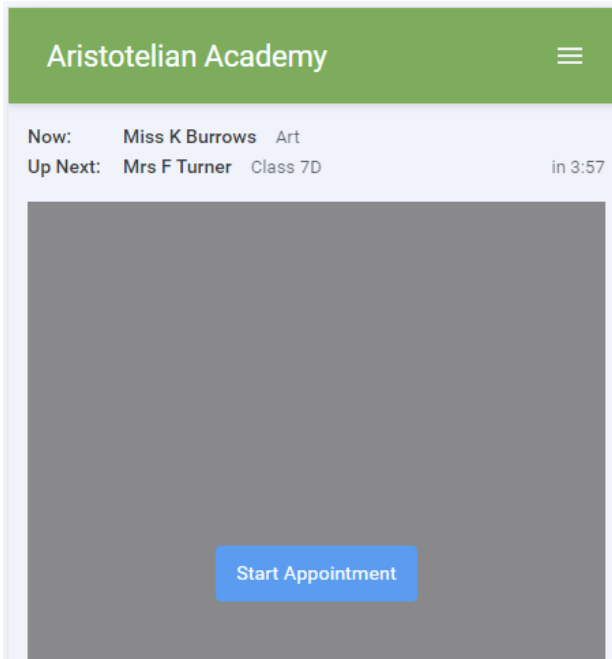 Aristotelian Academy
Now: Miss K Burrows Art
Up Next: Mrs F Turner Class 7D in 3:57
Start Appointment